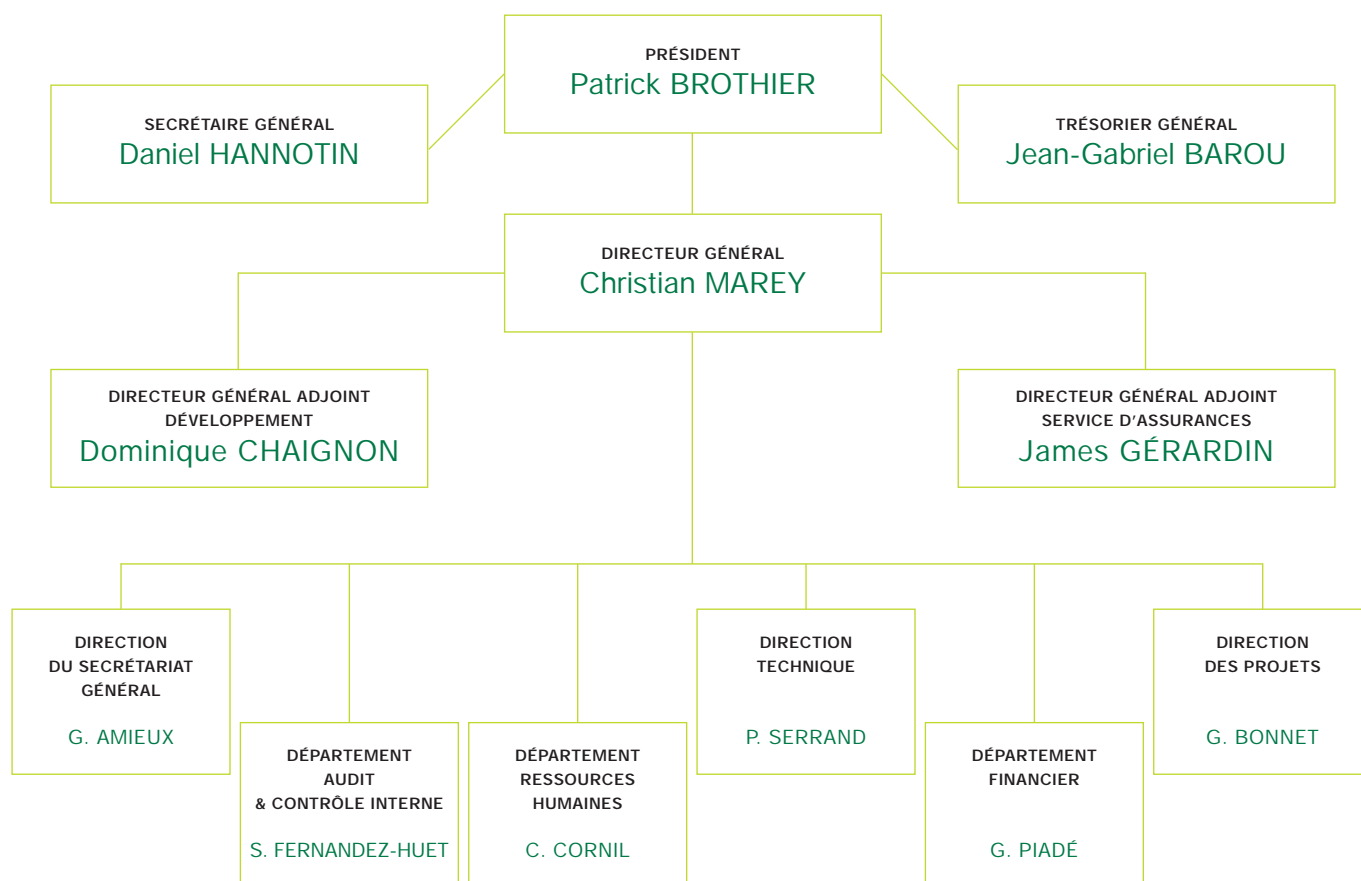 PRÉSIDENT
Patrick BROTHIER
SECRÉTAIRE GÉNÉRAL
Daniel HANNOTIN
TRÉSORIER GÉNÉRAL
Jean-Gabriel BAROU
DIRECTEUR GÉNÉRAL
Christian MAREY
DIRECTEUR GÉNÉRAL ADJOINT
DÉVELOPPEMENT
Dominique CHAIGNON
DIRECTEUR GÉNÉRAL ADJOINT
SERVICE D'ASSURANCES
James GÉRARDIN
DIRECTION
DU SECRÉTARIAT
GÉNÉRAL
G. AMIEUX
DÉPARTEMENT
AUDIT
& CONTRÔLE INTERNE
S. FERNANDEZ-HUET
DÉPARTEMENT
RESSOURCES
HUMAINES
C. CORNIL
DIRECTION
TECHNIQUE
P. SERRAND
DÉPARTEMENT
FINANCIER
G. PIADÉ
DIRECTION
DES PROJETS
G. BONNET